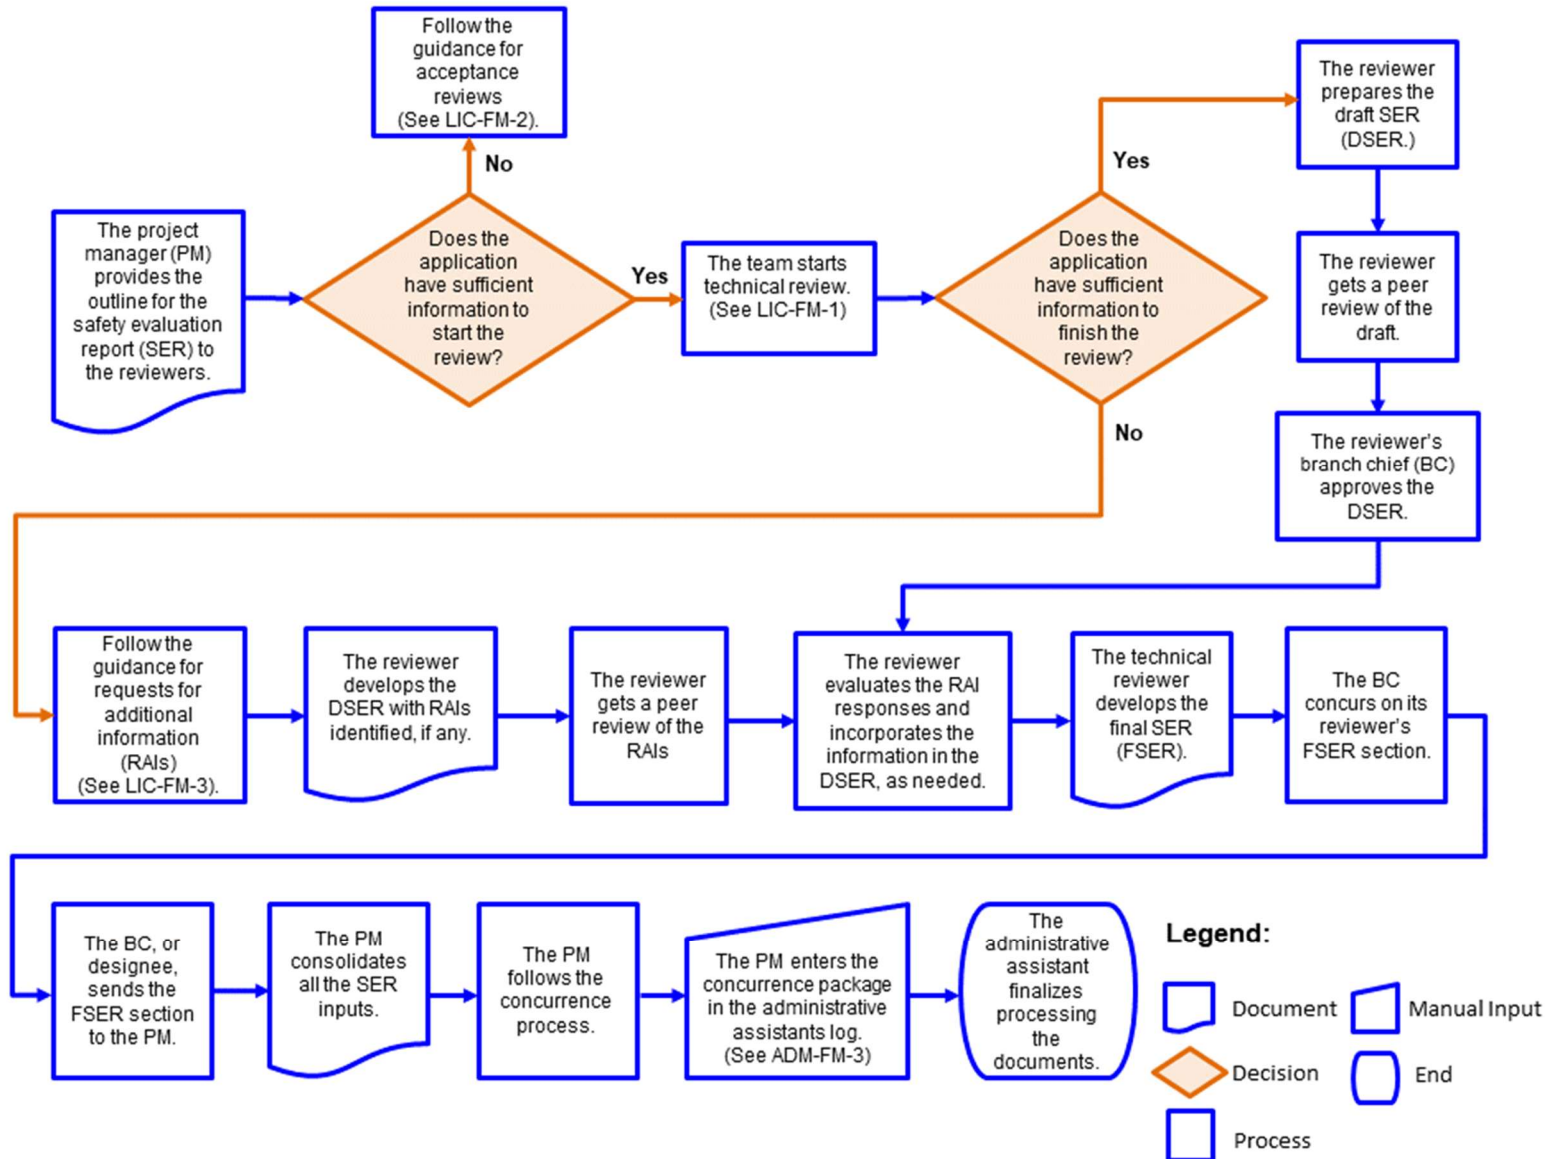 The project
manager (PM)
provides the
outline for the
safety evaluation
report (SER) to
the reviewers.
Follow the
guidance for
acceptance
reviews
(See LIC-FM-2).
No
Does the
application
have sufficient
information to
start the
review?
Yes
The team starts
technical review.
(See LIC-FM-1)
Does the
application
have sufficient
information to
finish the
review?
Yes
The reviewer
prepares the
draft SER
(DSER.)
The reviewer
gets a peer
review of the
draft.
The reviewer's
branch chief (BC)
approves the
DSER.
No
Follow the
guidance for
requests for
additional
information
(RAIs)
(See LIC-FM-3).
The reviewer
develops the
DSER with RAIs
identified, if any.
The reviewer
gets a peer
review of the
RAIs
The reviewer
evaluates the RAI
responses and
incorporates the
information in the
DSER, as needed.
The technical
reviewer
develops the
final SER
(FSER).
The BC
concurs on its
reviewer's
FSER section.
The BC, or
designee,
sends the
FSER section
to the PM.
The PM
consolidates
all the SER
inputs.
The PM
follows the
concurrence
process.
The PM enters the
concurrence package
in the administrative
assistants log.
(See ADM-FM-3)
The
administrative
assistant
finalizes
processing
the
documents.
Legend:
Document
Manual Input
Decision
End
Process